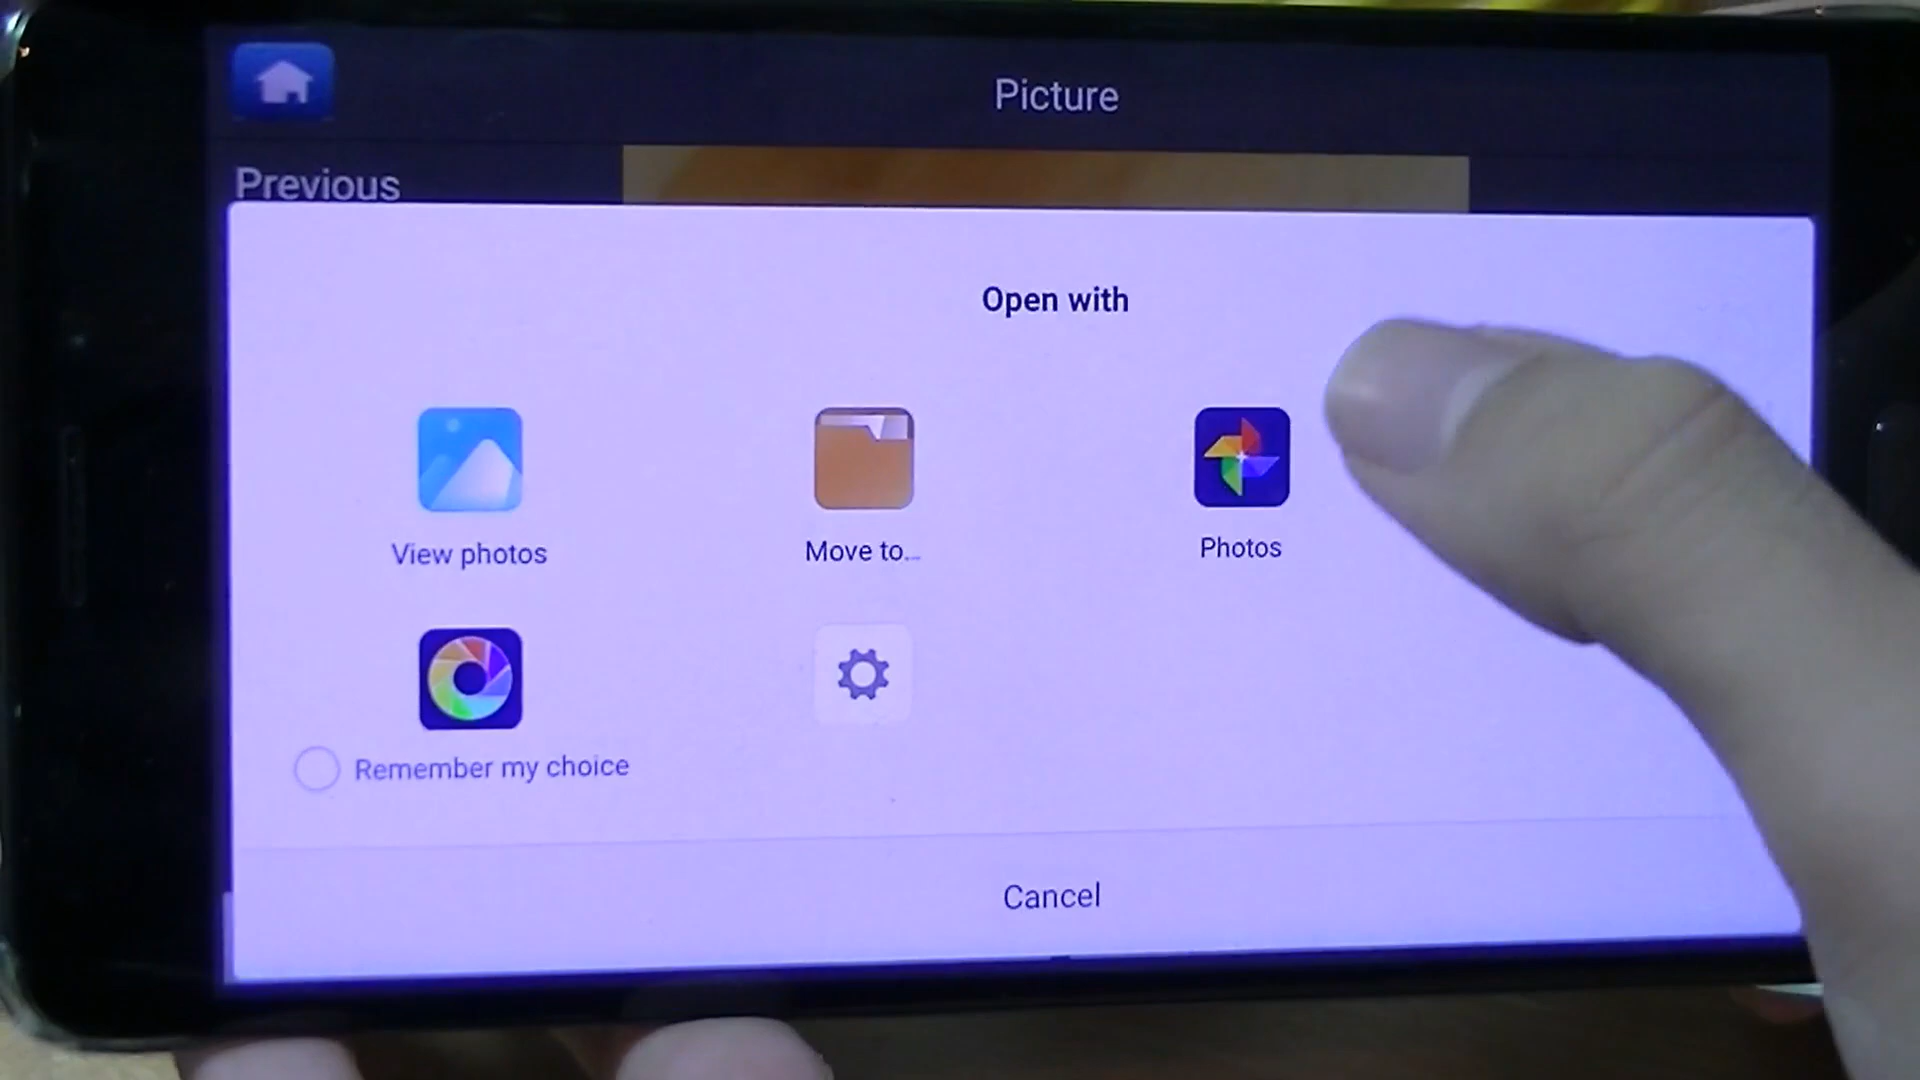 Picture
Previous
Open with
View photos
Move to...
Photos
Remember my choice
Cancel